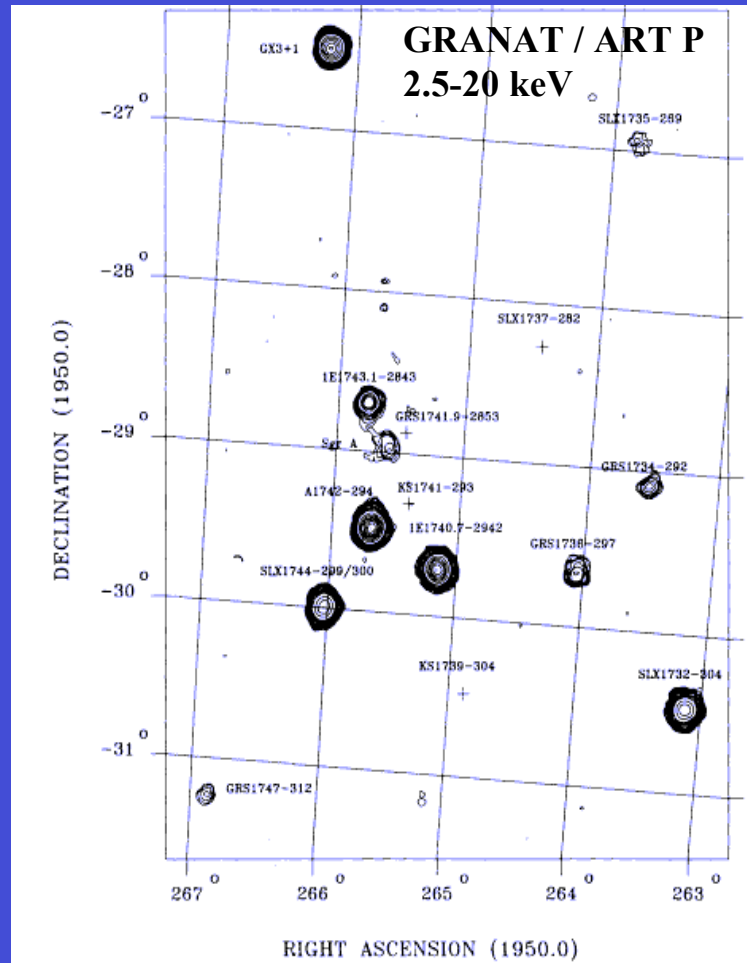 GRANAT / ART P
2.5-20 keV
GX3+1
SLX1735-269
-27 o
-28 o
SLX1737-282
1E1743.1-2843
GRS1741.9-2853
-29 o
Sgr A
GRS1734-292
A1742-294
KS1741-293
1E1740.7-2942
GRS1736-297
SLX1744-299/300
-30 o
KS1739-304
SLX1732-304
-31 o
GRS1747-312
267 o 266 o 265 o 264 o 263 o
RIGHT ASCENSION (1950.0)
DECLINATION (1950.0)